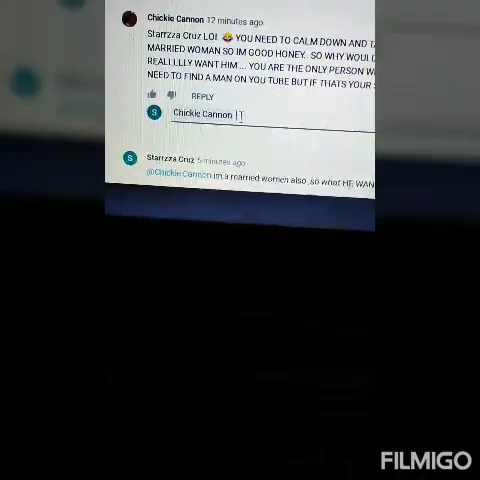 Chickie Cannon 12 minutes ago
Starrzza Cruz LOL 😂 YOU NEED TO CALM DOWN AND
MARRIED WOMAN SO IM GOOD HONEY.. SO WHY WOULD
REALLLLY WANT HIM... YOU ARE THE ONLY PERSON
NEED TO FIND A MAN ON YOU TUBE BUT IF THATS YOUR
REPLY
S
Chickie Cannon
S
Starrzza Cruz 5 minutes ago
@Chickie Cannon im a married women also ,so what HE WAN
FILMIGO